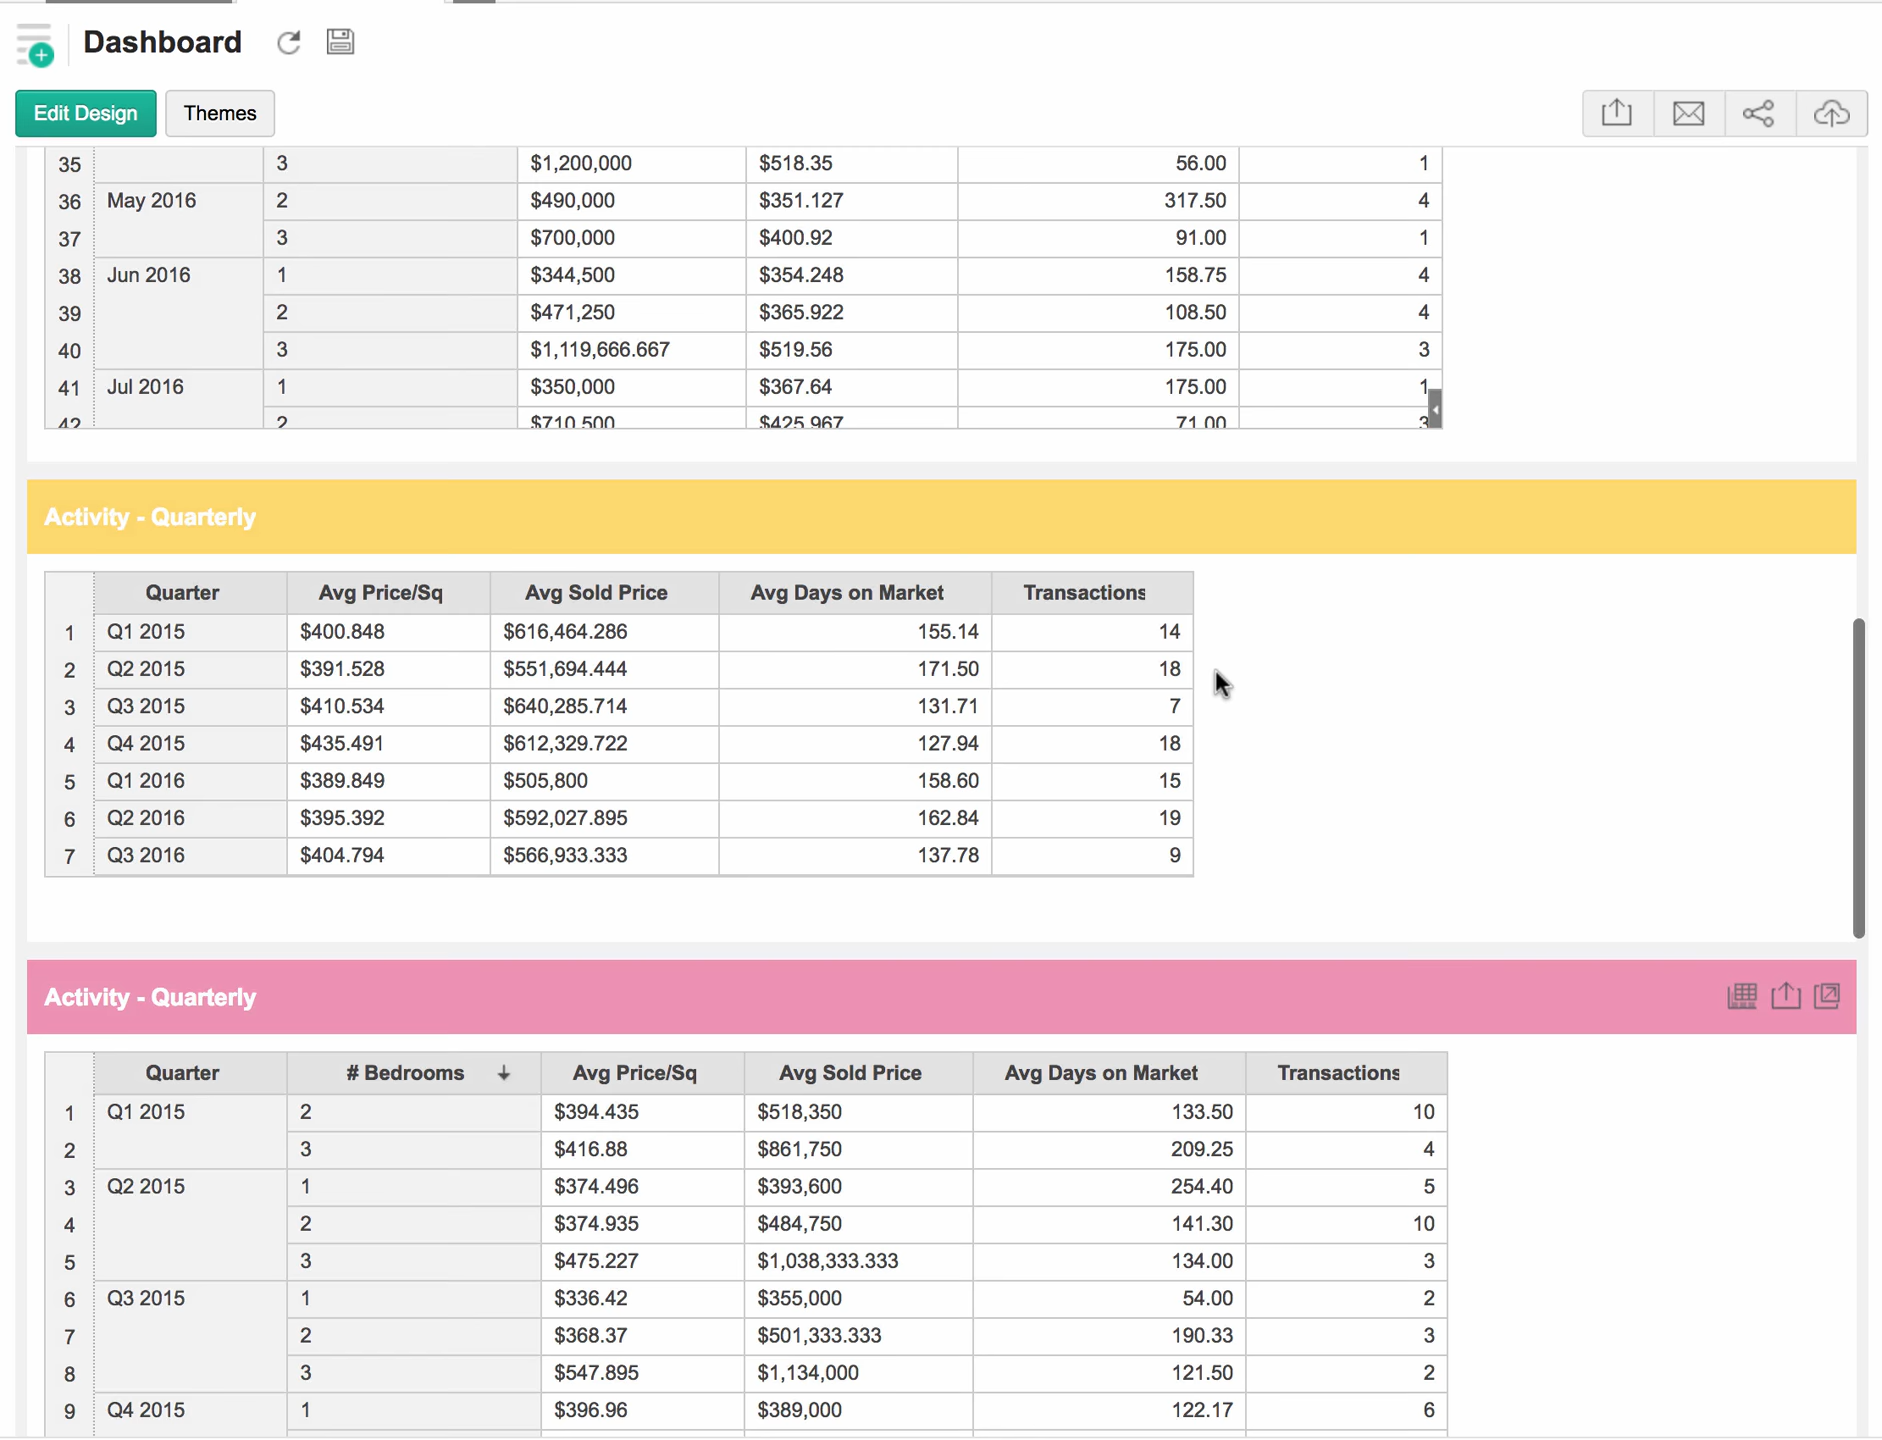 Dashboard
Edit Design Themes
35 3 $1,200,000 $518.35 56.00 1
36 May 2016 2 $490,000 $351.127 317.50 4
37 3 $700,000 $400.92 91.00 1
38 Jun 2016 1 $344,500 $354.248 158.75 4
39 2 $471,250 $365.922 108.50 4
40 3 $1,119,666.667 $519.56 175.00 3
41 Jul 2016 1 $350,000 $367.64 175.00 1
42 2 $710,500 $425.967 71.00 3
Activity - Quarterly
Quarter Avg Price/Sq Avg Sold Price Avg Days on Market Transactions
1 Q1 2015 $400.848 $616,464.286 155.14 14
2 Q2 2015 $391.528 $551,694.444 171.50 18
3 Q3 2015 $410.534 $640,285.714 131.71 7
4 Q4 2015 $435.491 $612,329.722 127.94 18
5 Q1 2016 $389.849 $505,800 158.60 15
6 Q2 2016 $395.392 $592,027.895 162.84 19
7 Q3 2016 $404.794 $566,933.333 137.78 9
Activity - Quarterly
Quarter # Bedrooms Avg Price/Sq Avg Sold Price Avg Days on Market Transactions
1 Q1 2015 2 $394.435 $518,350 133.50 10
2 3 $416.88 $861,750 209.25 4
3 Q2 2015 1 $374.496 $393,600 254.40 5
4 2 $374.935 $484,750 141.30 10
5 3 $475.227 $1,038,333.333 134.00 3
6 Q3 2015 1 $336.42 $355,000 54.00 2
7 2 $368.37 $501,333.333 190.33 3
8 3 $547.895 $1,134,000 121.50 2
9 Q4 2015 1 $396.96 $389,000 122.17 6